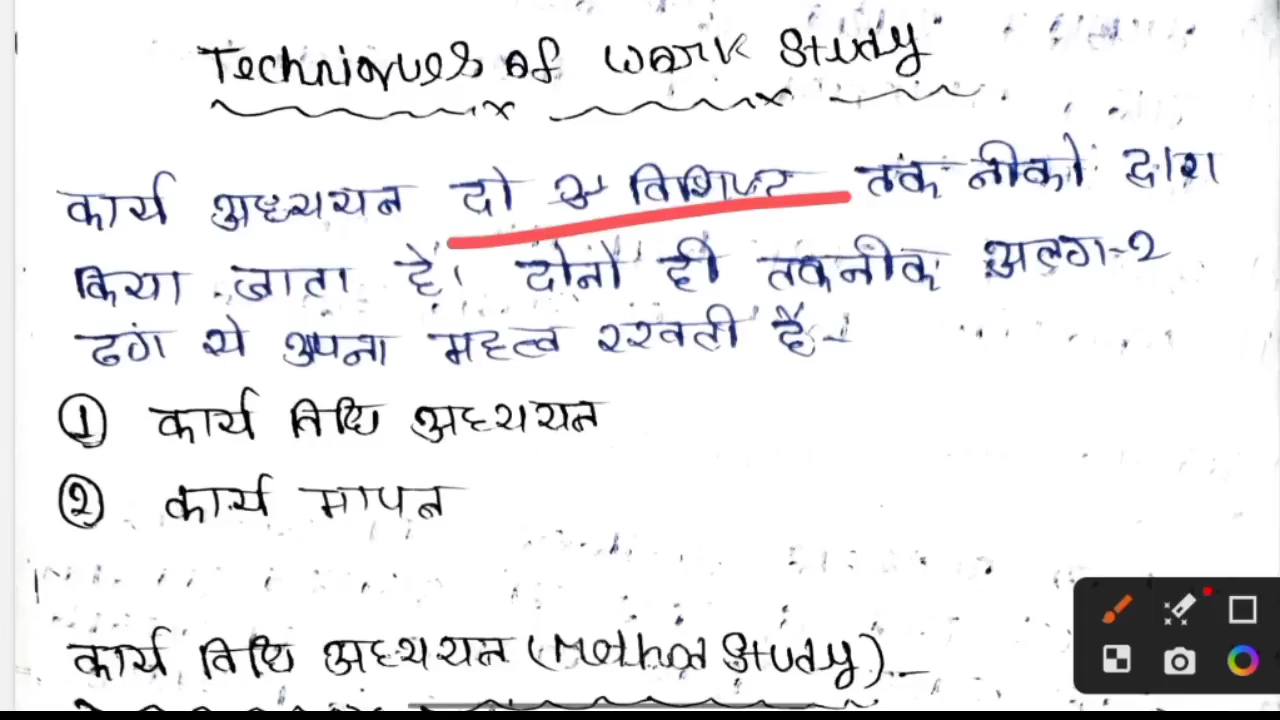 Techniques of Work Study
कार्य अध्ययन दो विशिष्ट तकनीको द्वारा
किया जाता है। दोनों ही तकनीक अलग-२
ढंग से अपना महत्व रखती है -
① कार्य विधि अध्ययन
② कार्य मापन
कार्य विधि अध्ययन (Method Study) -